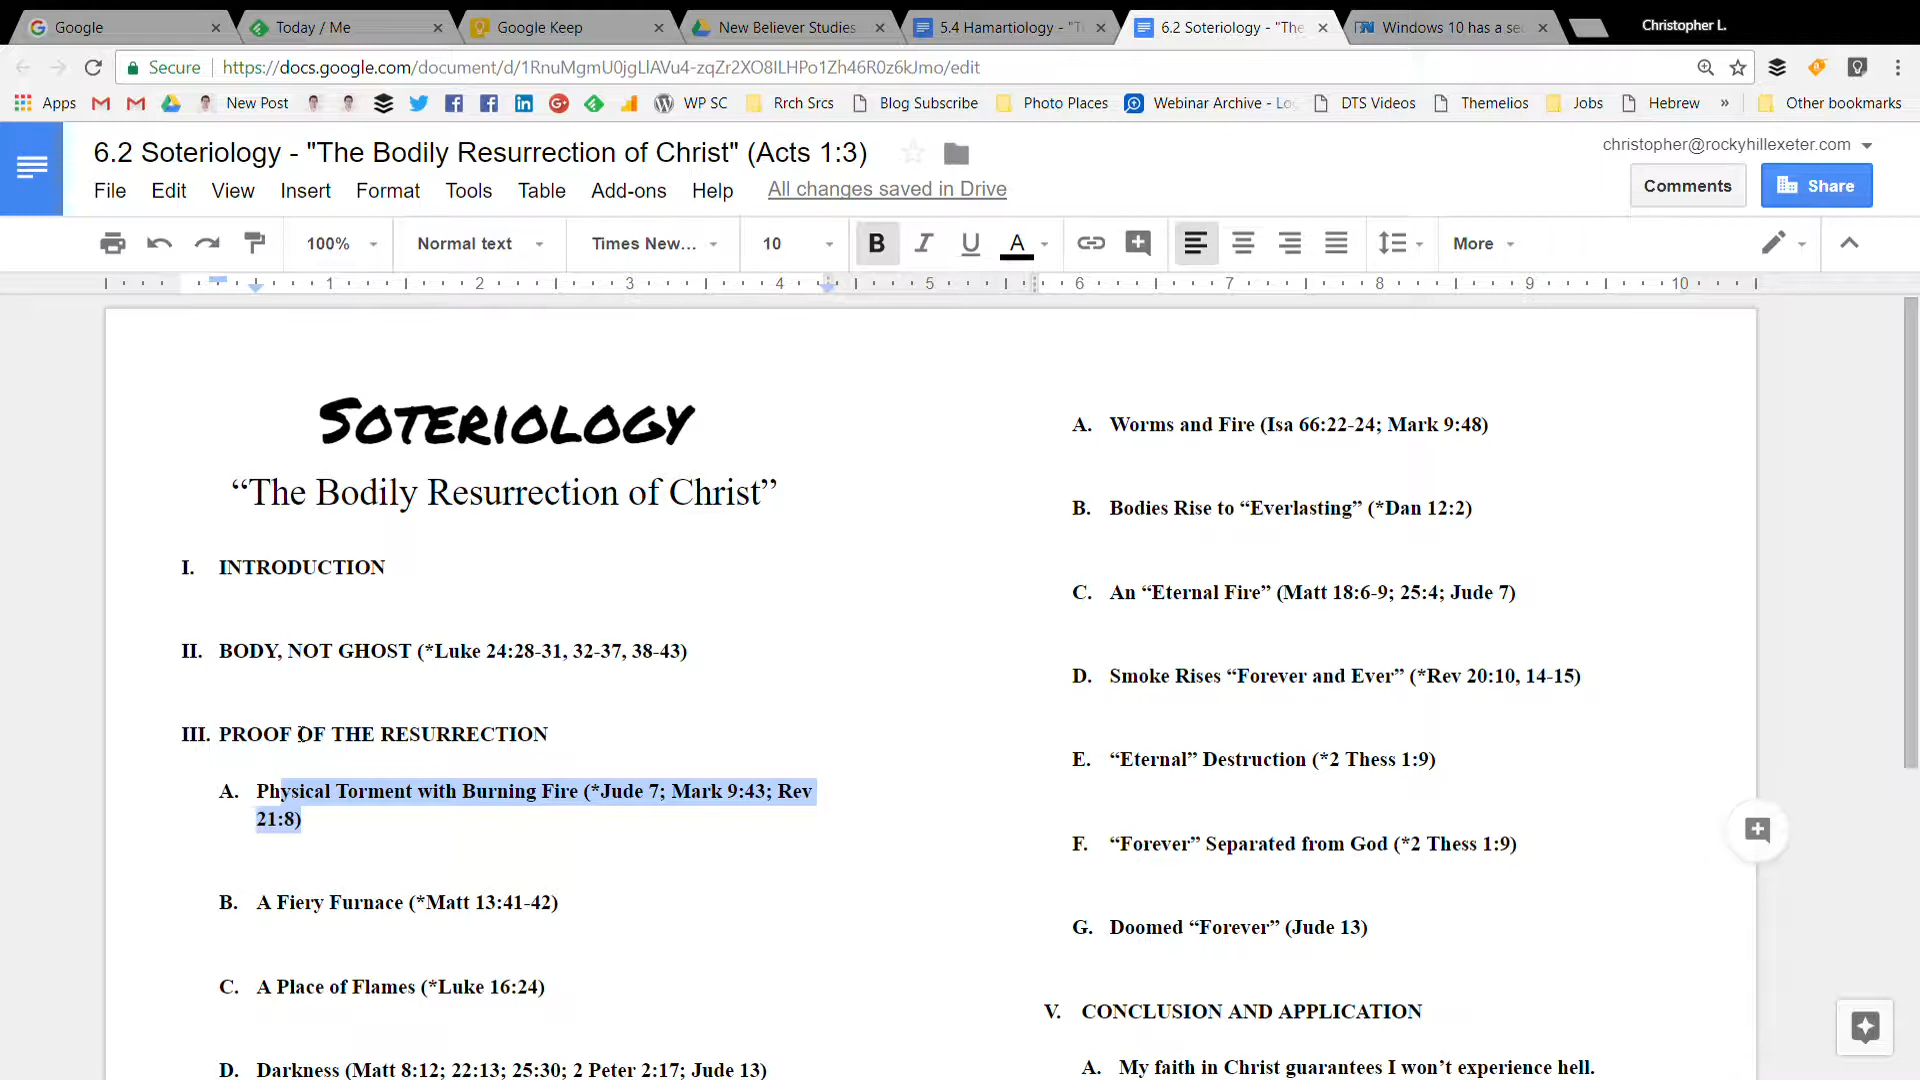 Google
Today / Me
Google Keep
New Believer Studies
5.4 Hamartiology - "T
6.2 Soteriology - "The
Windows 10 has a sec
Christopher L.
Secure
https://docs.google.com/document/d/1RnuMgmU0jgLlAVu4-zqZr2XO8ILHPo1Zh46R0z6kJmo/edit
Apps
New Post
WP SC
Rrch Srcs
Blog Subscribe
Photo Places
Webinar Archive - Lo
DTS Videos
Themelios
Jobs
Hebrew
»
Other bookmarks
6.2 Soteriology - "The Bodily Resurrection of Christ" (Acts 1:3)
christopher@rockyhillexeter.com
File Edit View Insert Format Tools Table Add-ons Help All changes saved in Drive
Comments
Share
100% Normal text Times New... 10 B I U A More
1 2 3 4 5 6 7 8 9 10
SOTERIOLOGY
“The Bodily Resurrection of Christ”
I. INTRODUCTION
II. BODY, NOT GHOST (*Luke 24:28-31, 32-37, 38-43)
III. PROOF OF THE RESURRECTION
A. Physical Torment with Burning Fire (*Jude 7; Mark 9:43; Rev
21:8)
B. A Fiery Furnace (*Matt 13:41-42)
C. A Place of Flames (*Luke 16:24)
D. Darkness (Matt 8:12; 22:13; 25:30; 2 Peter 2:17; Jude 13)
A. Worms and Fire (Isa 66:22-24; Mark 9:48)
B. Bodies Rise to “Everlasting” (*Dan 12:2)
C. An “Eternal Fire” (Matt 18:6-9; 25:4; Jude 7)
D. Smoke Rises “Forever and Ever” (*Rev 20:10, 14-15)
E. “Eternal” Destruction (*2 Thess 1:9)
F. “Forever” Separated from God (*2 Thess 1:9)
G. Doomed “Forever” (Jude 13)
V. CONCLUSION AND APPLICATION
A. My faith in Christ guarantees I won’t experience hell.